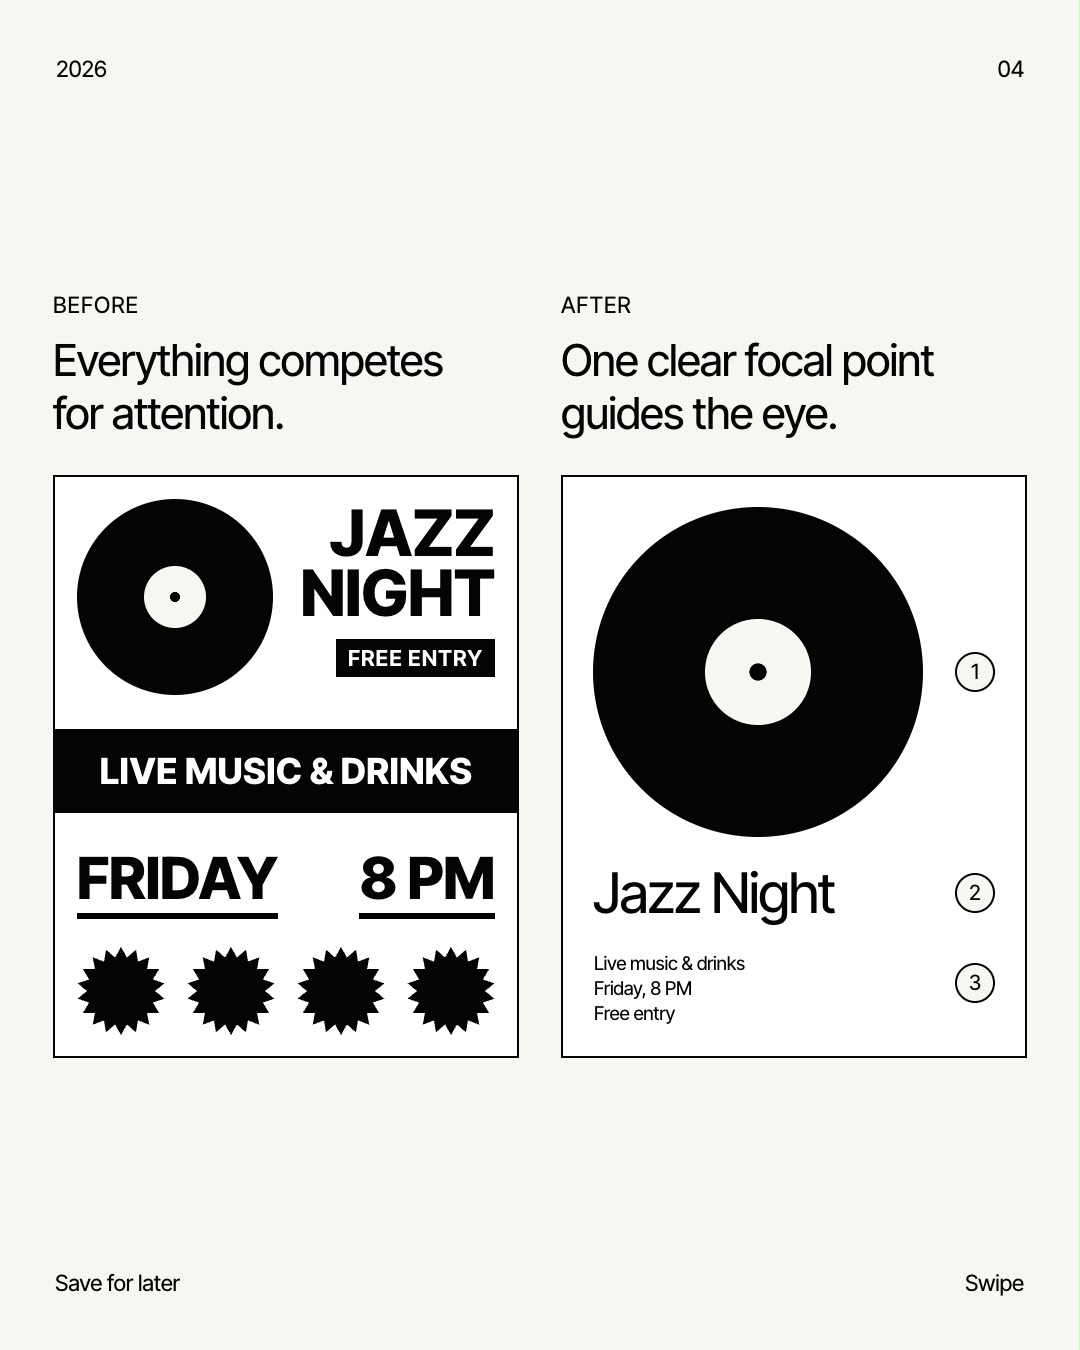 2026
04
BEFORE
Everything competes
for attention.
JAZZ
NIGHT
FREE ENTRY
LIVE MUSIC & DRINKS
FRIDAY
8 PM
AFTER
One clear focal point
guides the eye.
1
Jazz Night
2
Live music & drinks
Friday, 8 PM
Free entry
3
Save for later
Swipe